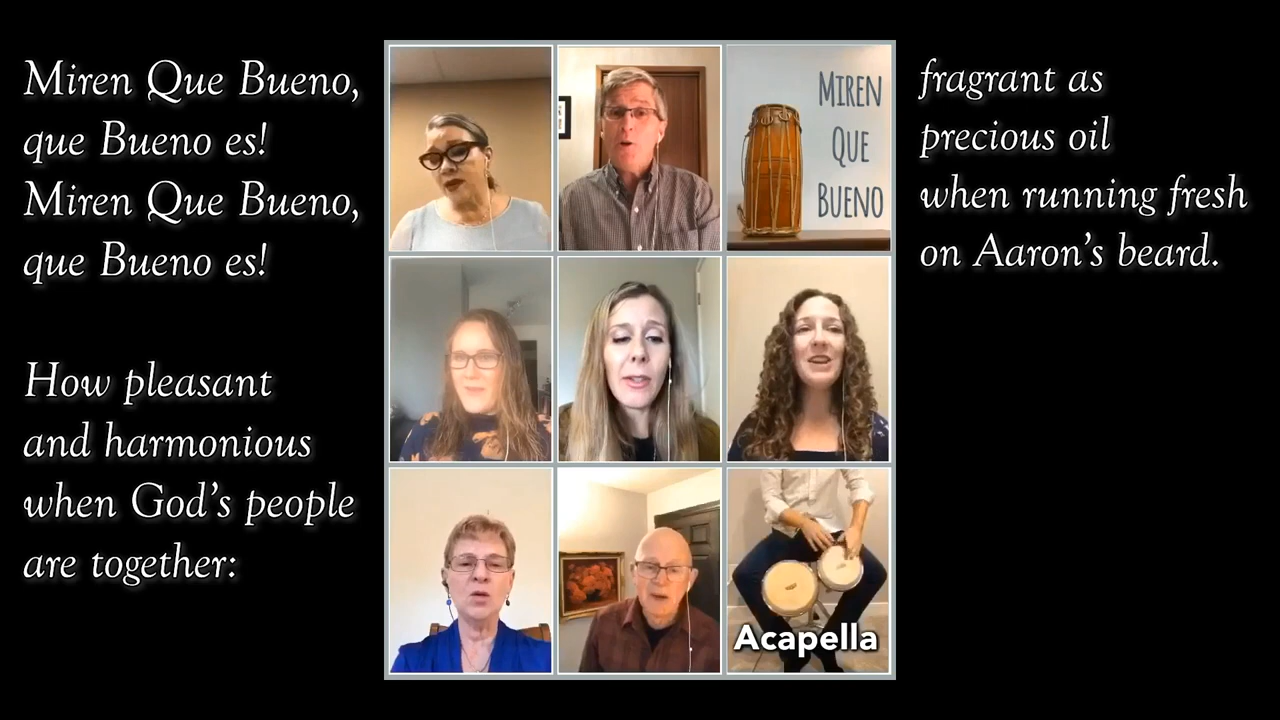 Miren Que Bueno,
que Bueno es!
Miren Que Bueno,
que Bueno es!
How pleasant
and harmonious
when God's people
are together:
MIREN
QUE
BUENO
Acapella
fragrant as
precious oil
when running fresh
on Aaron's beard.